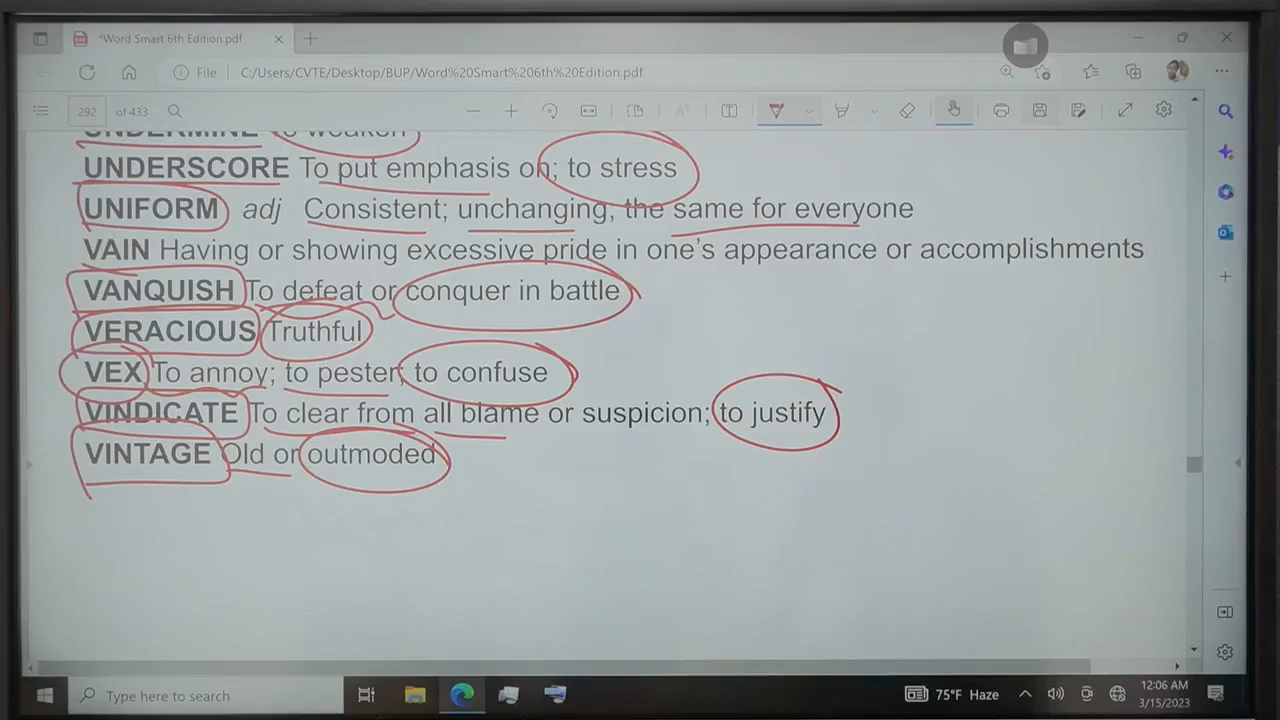 *Word Smart 6th Edition.pdf
File C:/Users/CVTE/Desktop/BUP/Word%20Smart%206th%20Edition.pdf
292 of 433
UNDERMINE To weaken
UNDERSCORE To put emphasis on; to stress
UNIFORM adj Consistent; unchanging, the same for everyone
VAIN Having or showing excessive pride in one's appearance or accomplishments
VANQUISH To defeat or conquer in battle
VERACIOUS Truthful
VEX To annoy; to pester; to confuse
VINDICATE To clear from all blame or suspicion; to justify
VINTAGE Old or outmoded
Type here to search
75°F Haze
12:06 AM
3/15/2023